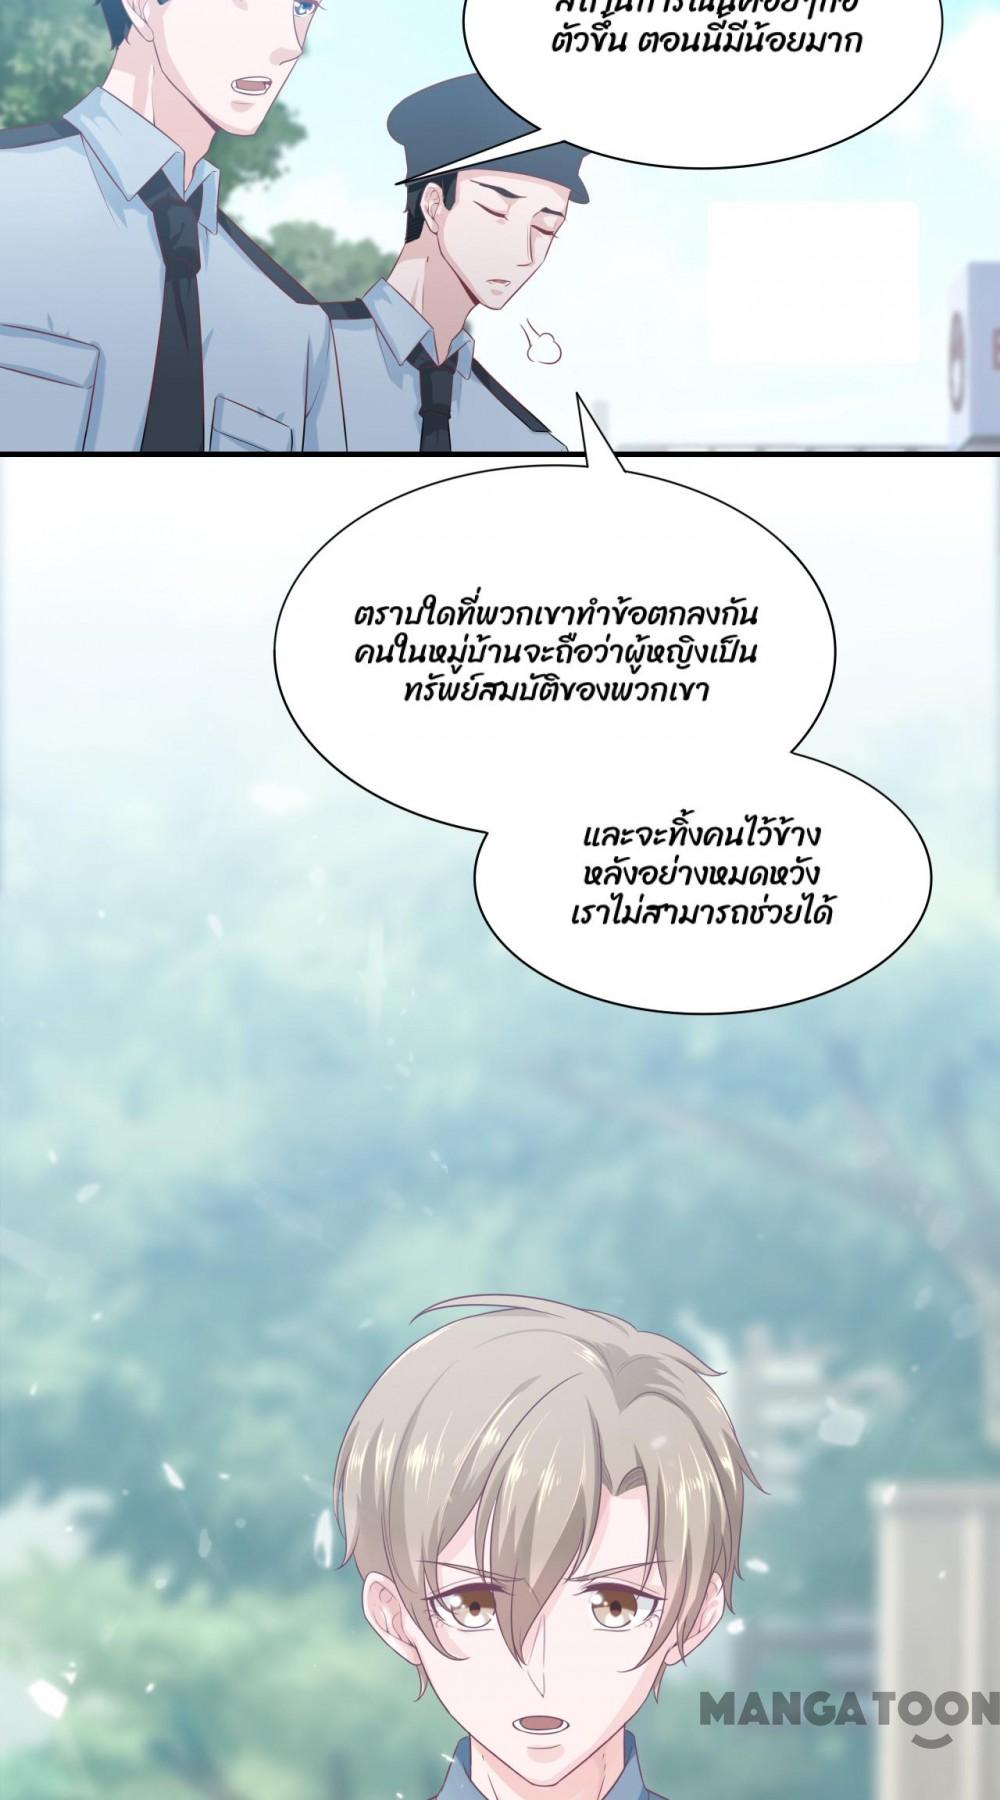 ตัวขึ้น ตอนนี้มีน้อยมาก
ตราบใดที่พวกเขาทำข้อตกลงกัน
คนในหมู่บ้านจะถือว่าผู้หญิงเป็น
ทรัพย์สมบัติของพวกเขา
และจะทิ้งคนไว้ข้าง
หลังอย่างหมดหวัง
เราไม่สามารถช่วยได้
MANGATOON